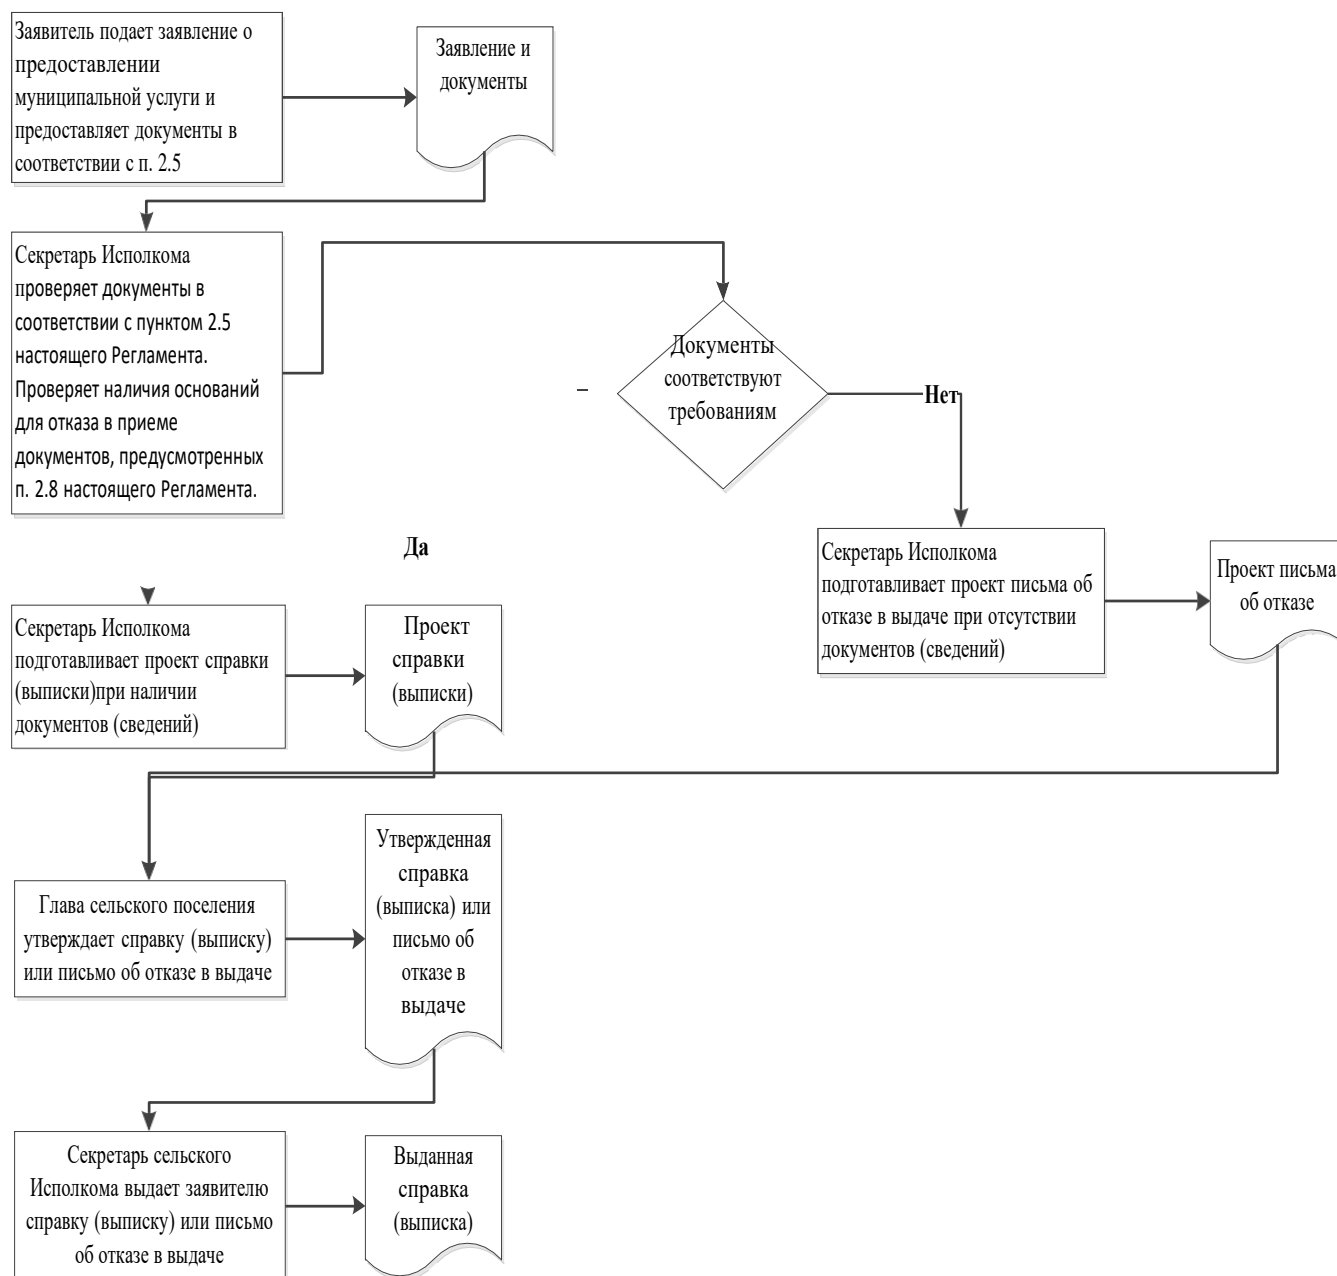 Заявитель подает заявление о
предоставлении
муниципальной услуги и
предоставляет документы в
соответствии с п. 2.5
Заявление и
документы
Секретарь Исполкома
проверяет документы в
соответствии с пунктом 2.5
настоящего Регламента.
Проверяет наличия оснований
для отказа в приеме
документов, предусмотренных
п. 2.8 настоящего Регламента.
Документы
соответствуют
требованиям
–
Нет
Да
Секретарь Исполкома
подготавливает проект письма об
отказе в выдаче при отсутствии
документов (сведений)
Проект письма
об отказе
Секретарь Исполкома
подготавливает проект справки
(выписки)при наличии
документов (сведений)
Проект
справки
(выписки)
Глава сельского поселения
утверждает справку (выписку)
или письмо об отказе в выдаче
Утвержденная
справка
(выписка) или
письмо об
отказе в
выдаче
Секретарь сельского
Исполкома выдает заявителю
справку (выписку) или письмо
об отказе в выдаче
Выданная
справка
(выписка)